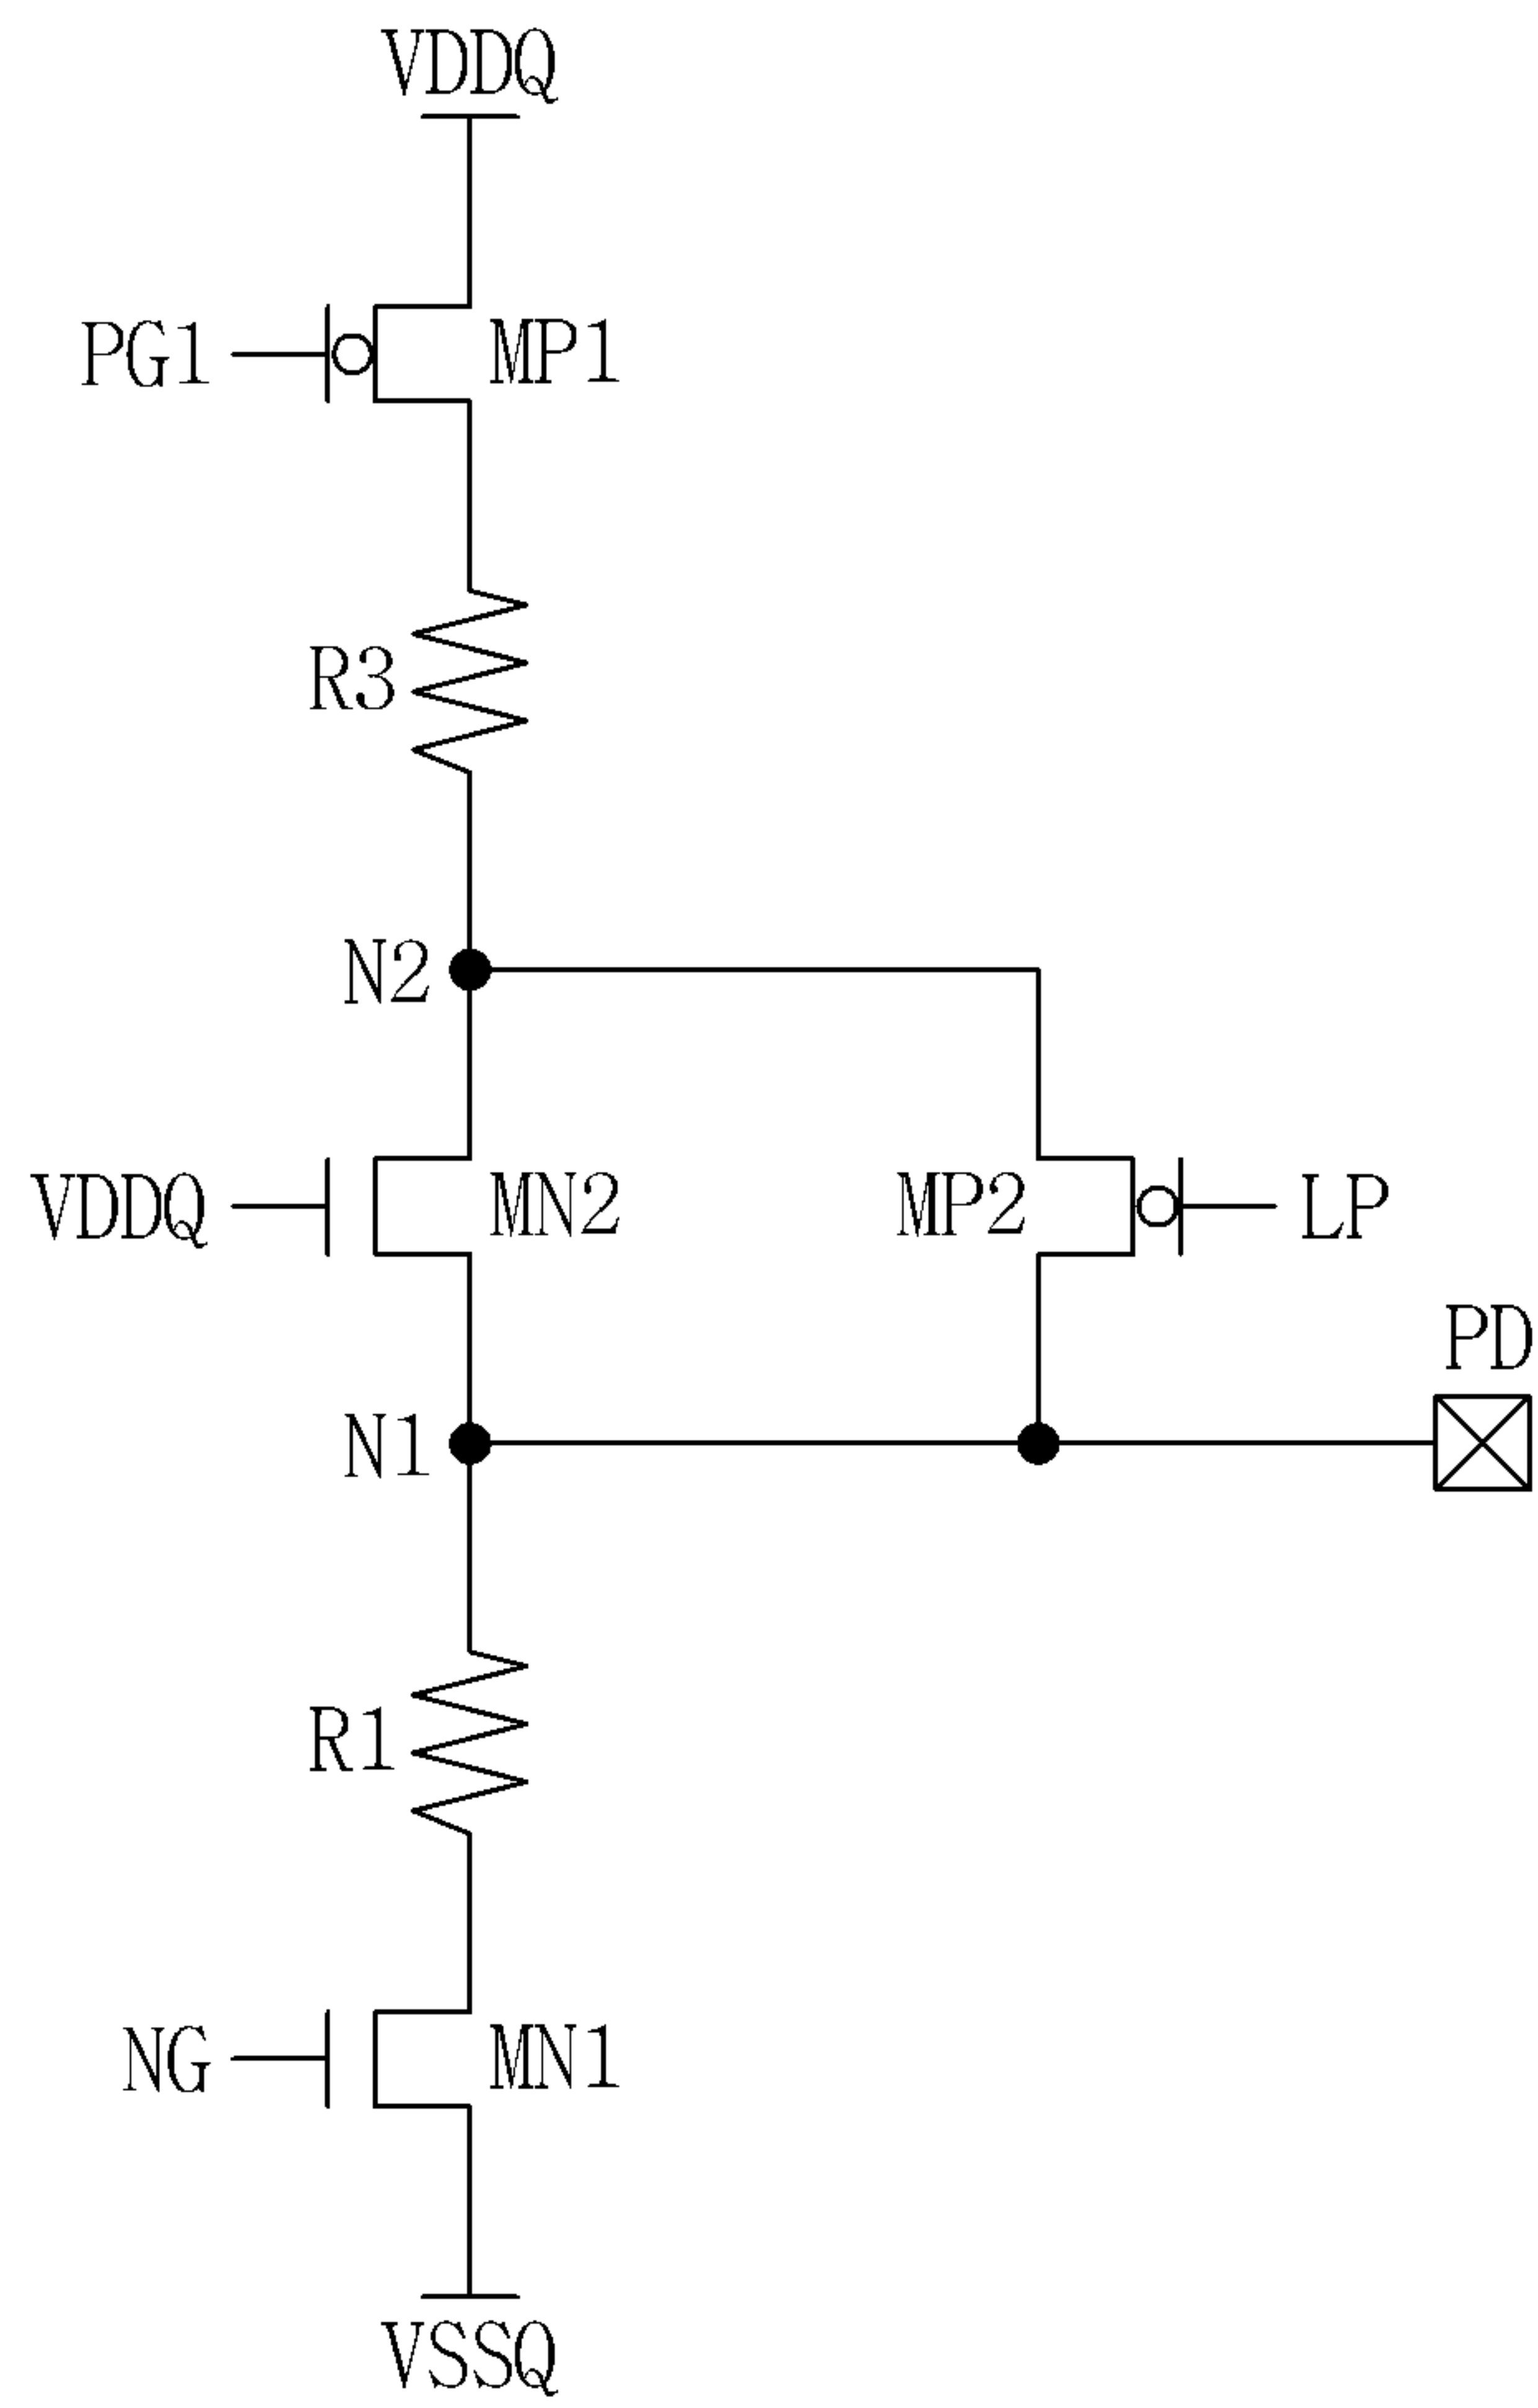 VDDQ
PG1
MP1
R3
N2
VDDQ
MN2
MP2
LP
PD
N1
R1
NG
MN1
VSSQ